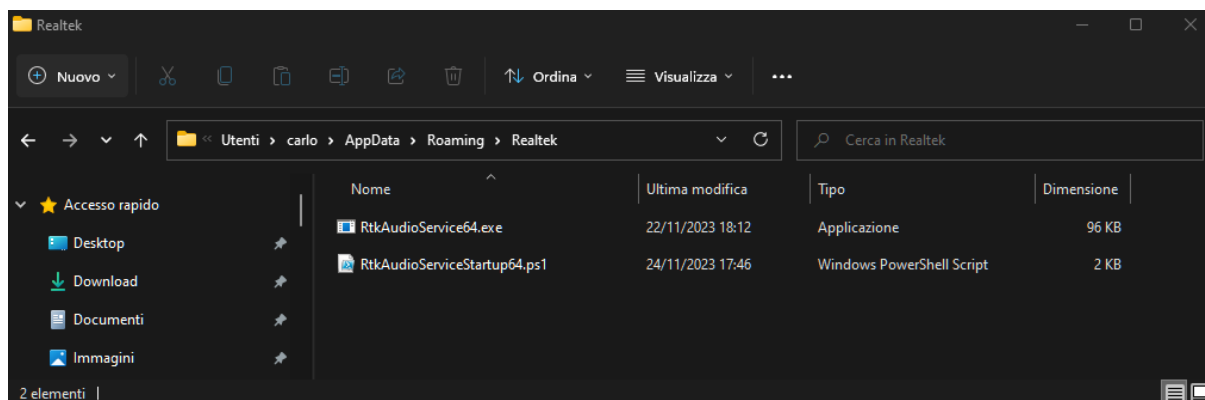 Realtek
Nuovo Ordina Visualizza ...
« Utenti > carlo > AppData > Roaming > Realtek Cerca in Realtek
Nome Ultima modifica Tipo Dimensione
Accesso rapido
RtkAudioService64.exe 22/11/2023 18:12 Applicazione 96 KB
Desktop
RtkAudioServiceStartup64.ps1 24/11/2023 17:46 Windows PowerShell Script 2 KB
Download
Documenti
Immagini
2 elementi